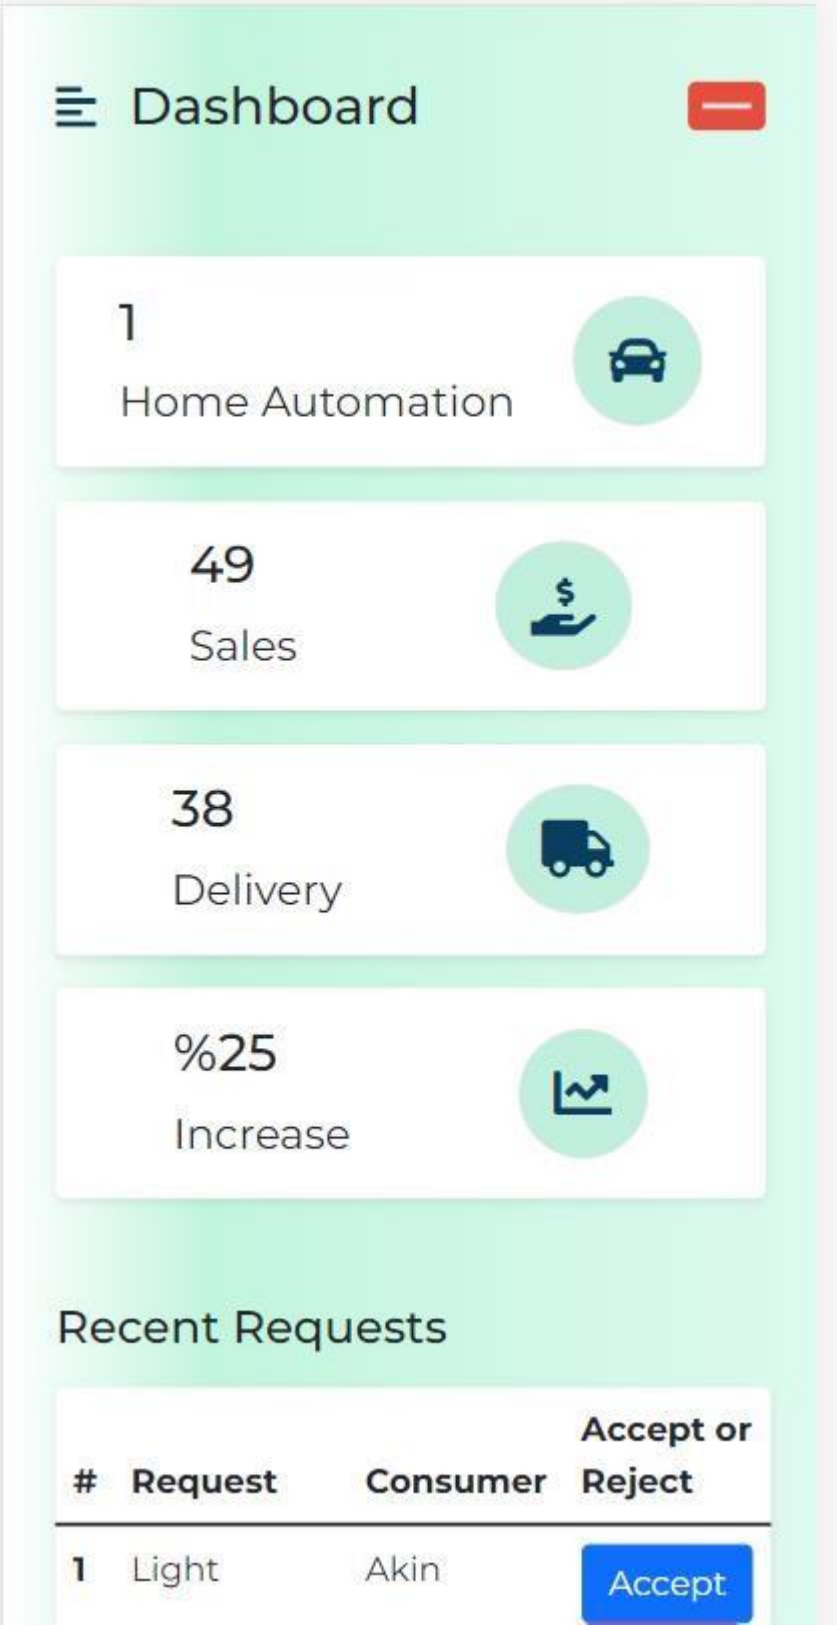 Dashboard
1
Home Automation
49
Sales
$
38
Delivery
%25
Increase
Recent Requests
# Request Consumer Accept or Reject
1 Light Akin Accept